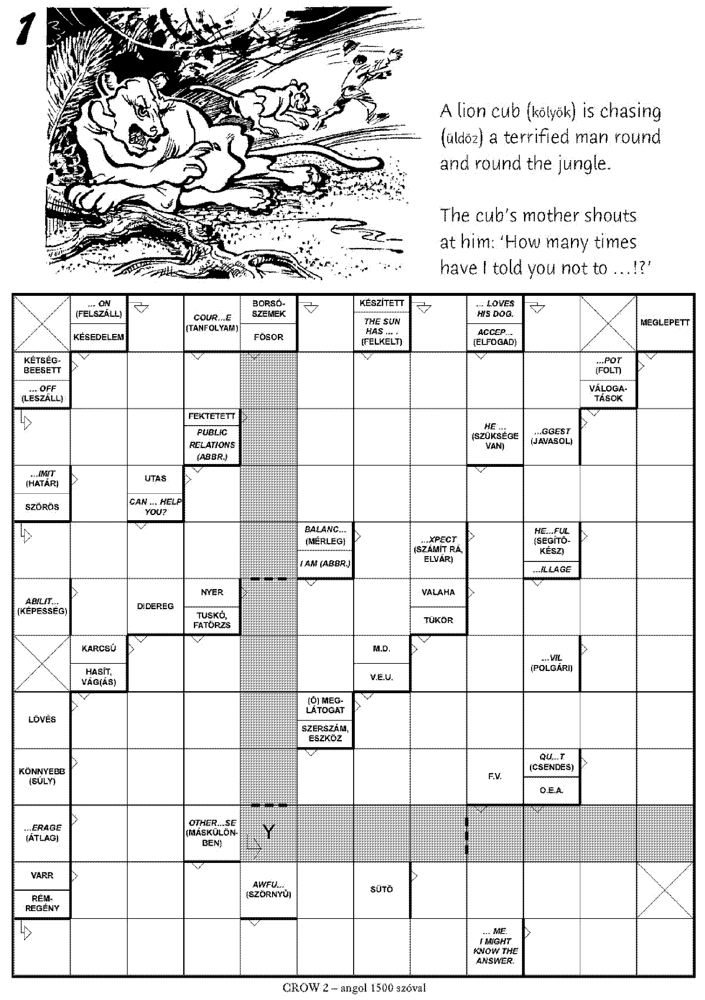 1
A lion cub (kölyök) is chasing
(üldöz) a terrified man round
and round the jungle.
The cub's mother shouts
at him: 'How many times
have I told you not to ...!?'
... ON
(FELSZÁLL)
KÉSEDELEM
COUR...E
(TANFOLYAM)
BORSÓ-
SZEMEK
FŐSOR
KÉSZÍTETT
THE SUN
HAS ... .
(FELKELT)
... LOVES
HIS DOG.
ACCEP...
(ELFOGAD)
MEGLEPETT
KÉTSÉG-
BEESETT
... OFF
(LESZÁLL)
...POT
(FOLT)
VÁLOGA-
TÁSOK
FEKTETETT
PUBLIC
RELATIONS
(ABBR.)
HE ...
(SZÜKSÉGE
VAN)
...GGEST
(JAVASOL)
...IMIT
(HATÁR)
SZŐRÖS
UTAS
CAN ... HELP
YOU?
BALANC...
(MÉRLEG)
I AM (ABBR.)
...XPECT
(SZÁMÍT RÁ,
ELVÁR)
HE...FUL
(SEGÍTŐ-
KÉSZ)
...ILLAGE
ABILIT...
(KÉPESSÉG)
DIDEREG
NYER
TUSKÓ,
FATÖRZS
VALAHA
TÜKÖR
KARCSÚ
HASÍT,
VÁG(ÁS)
M.D.
V.E.U.
...VIL
(POLGÁRI)
LÖVÉS
(Ő) MEG-
LÁTOGAT
SZERSZÁM,
ESZKÖZ
KÖNNYEBB
(SÚLY)
F.V.
QU...T
(CSENDES)
O.E.A.
...ERAGE
(ÁTLAG)
OTHER...SE
(MÁSKÜLÖN-
BEN)
Y
VARR
RÉM-
REGÉNY
AWFU...
(SZÖRNYŰ)
SÜTŐ
... ME.
I MIGHT
KNOW THE
ANSWER.
CROW 2 – angol 1500 szóval